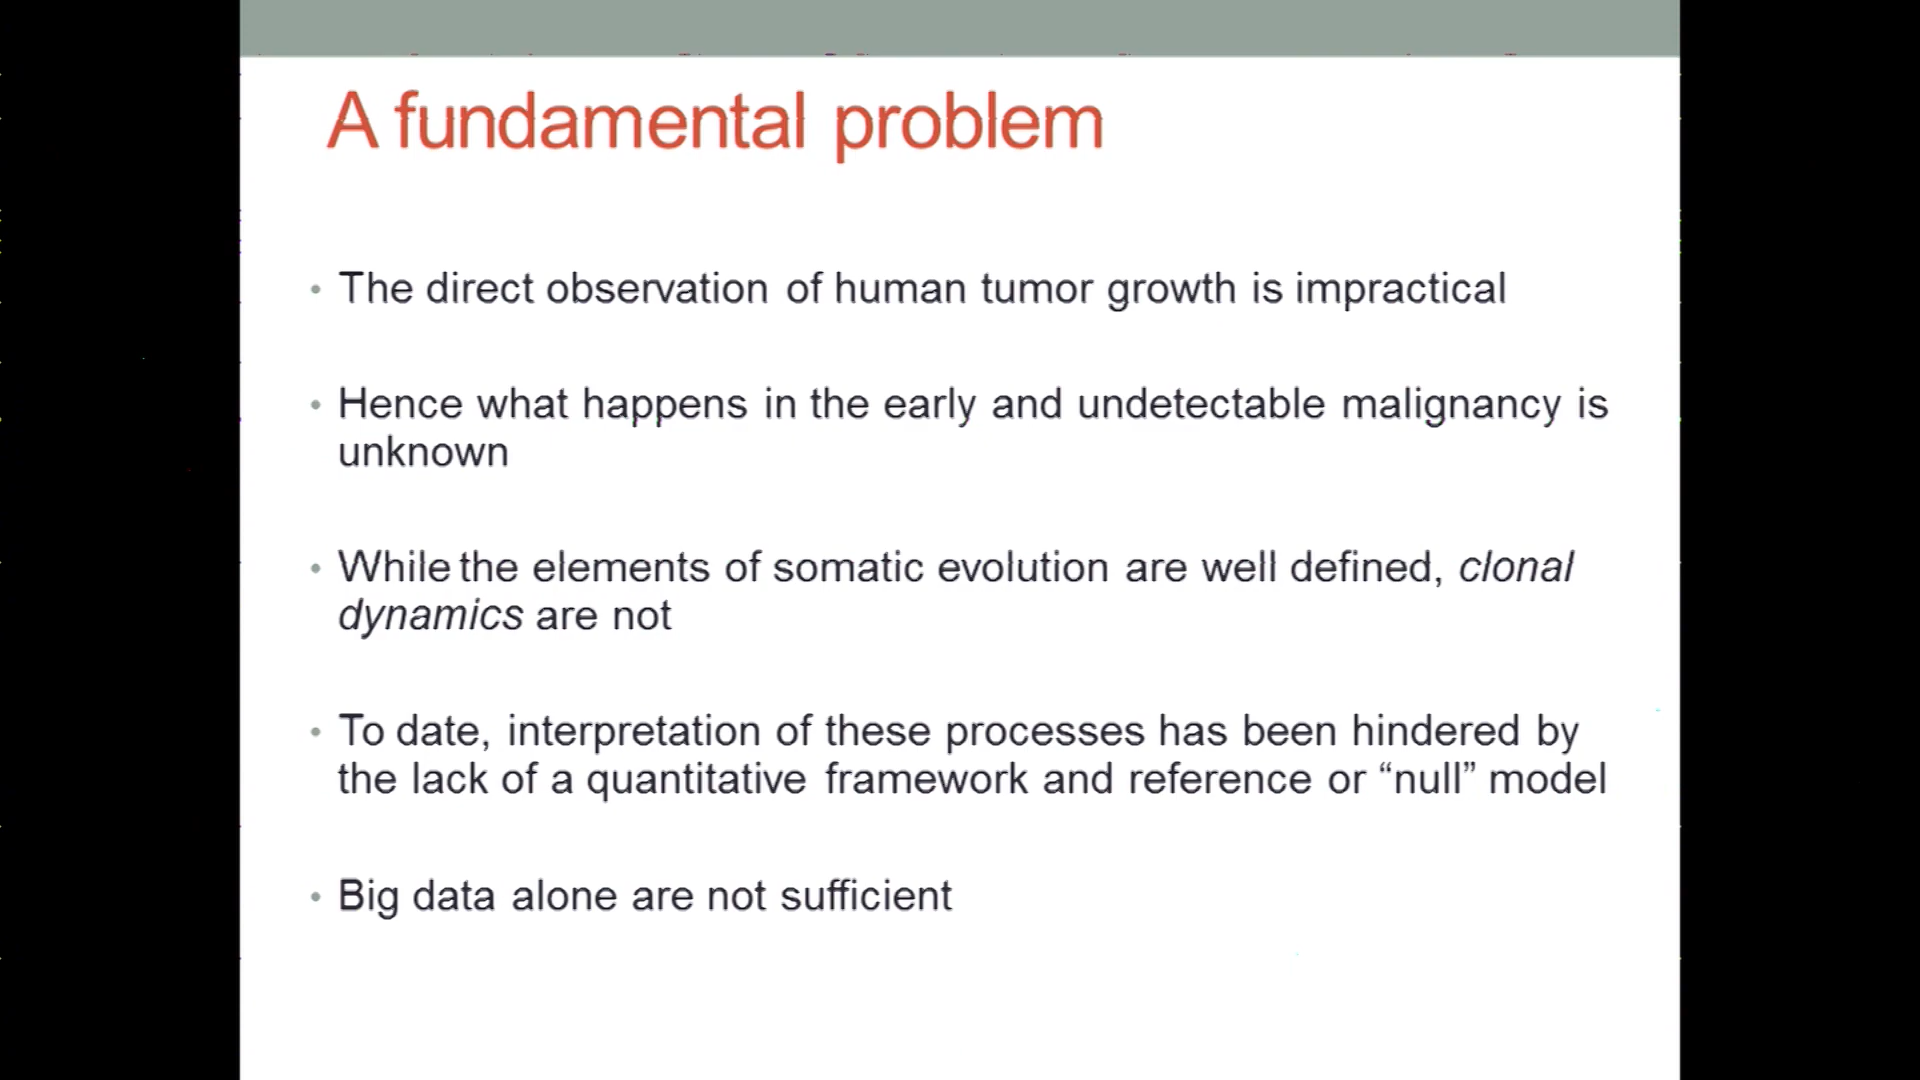 A fundamental problem
• The direct observation of human tumor growth is impractical
• Hence what happens in the early and undetectable malignancy is
unknown
• While the elements of somatic evolution are well defined, clonal
dynamics are not
• To date, interpretation of these processes has been hindered by
the lack of a quantitative framework and reference or “null” model
• Big data alone are not sufficient